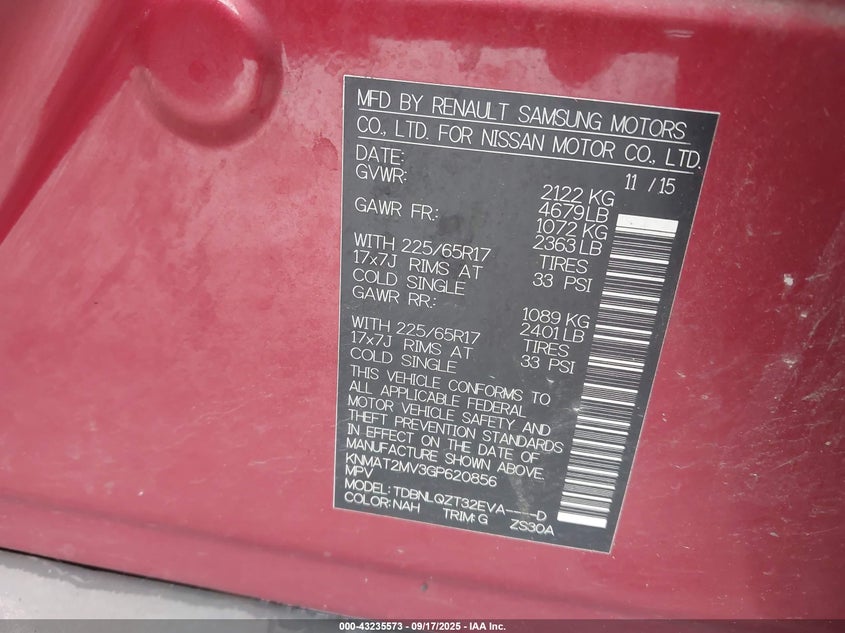 MFD BY RENAULT SAMSUNG MOTORS
CO., LTD. FOR NISSAN MOTOR CO., LTD.
DATE: 11 / 15
GVWR: 2122 KG
4679LB
GAWR FR: 1072 KG
2363 LB
WITH 225/65R17 TIRES
17x7J RIMS AT 33 PSI
COLD SINGLE
GAWR RR: 1089 KG
2401 LB
WITH 225/65R17 TIRES
17x7J RIMS AT 33 PSI
COLD SINGLE
THIS VEHICLE CONFORMS TO
ALL APPLICABLE FEDERAL
MOTOR VEHICLE SAFETY AND
THEFT PREVENTION STANDARDS
IN EFFECT ON THE DATE OF
MANUFACTURE SHOWN ABOVE.
KNMAT2MV3GP620856
MPV
MODEL: TDBNLQZT32EVA----D
COLOR: NAH TRIM: G ZS30A
000-43235573 - 09/17/2025 - IAA Inc.